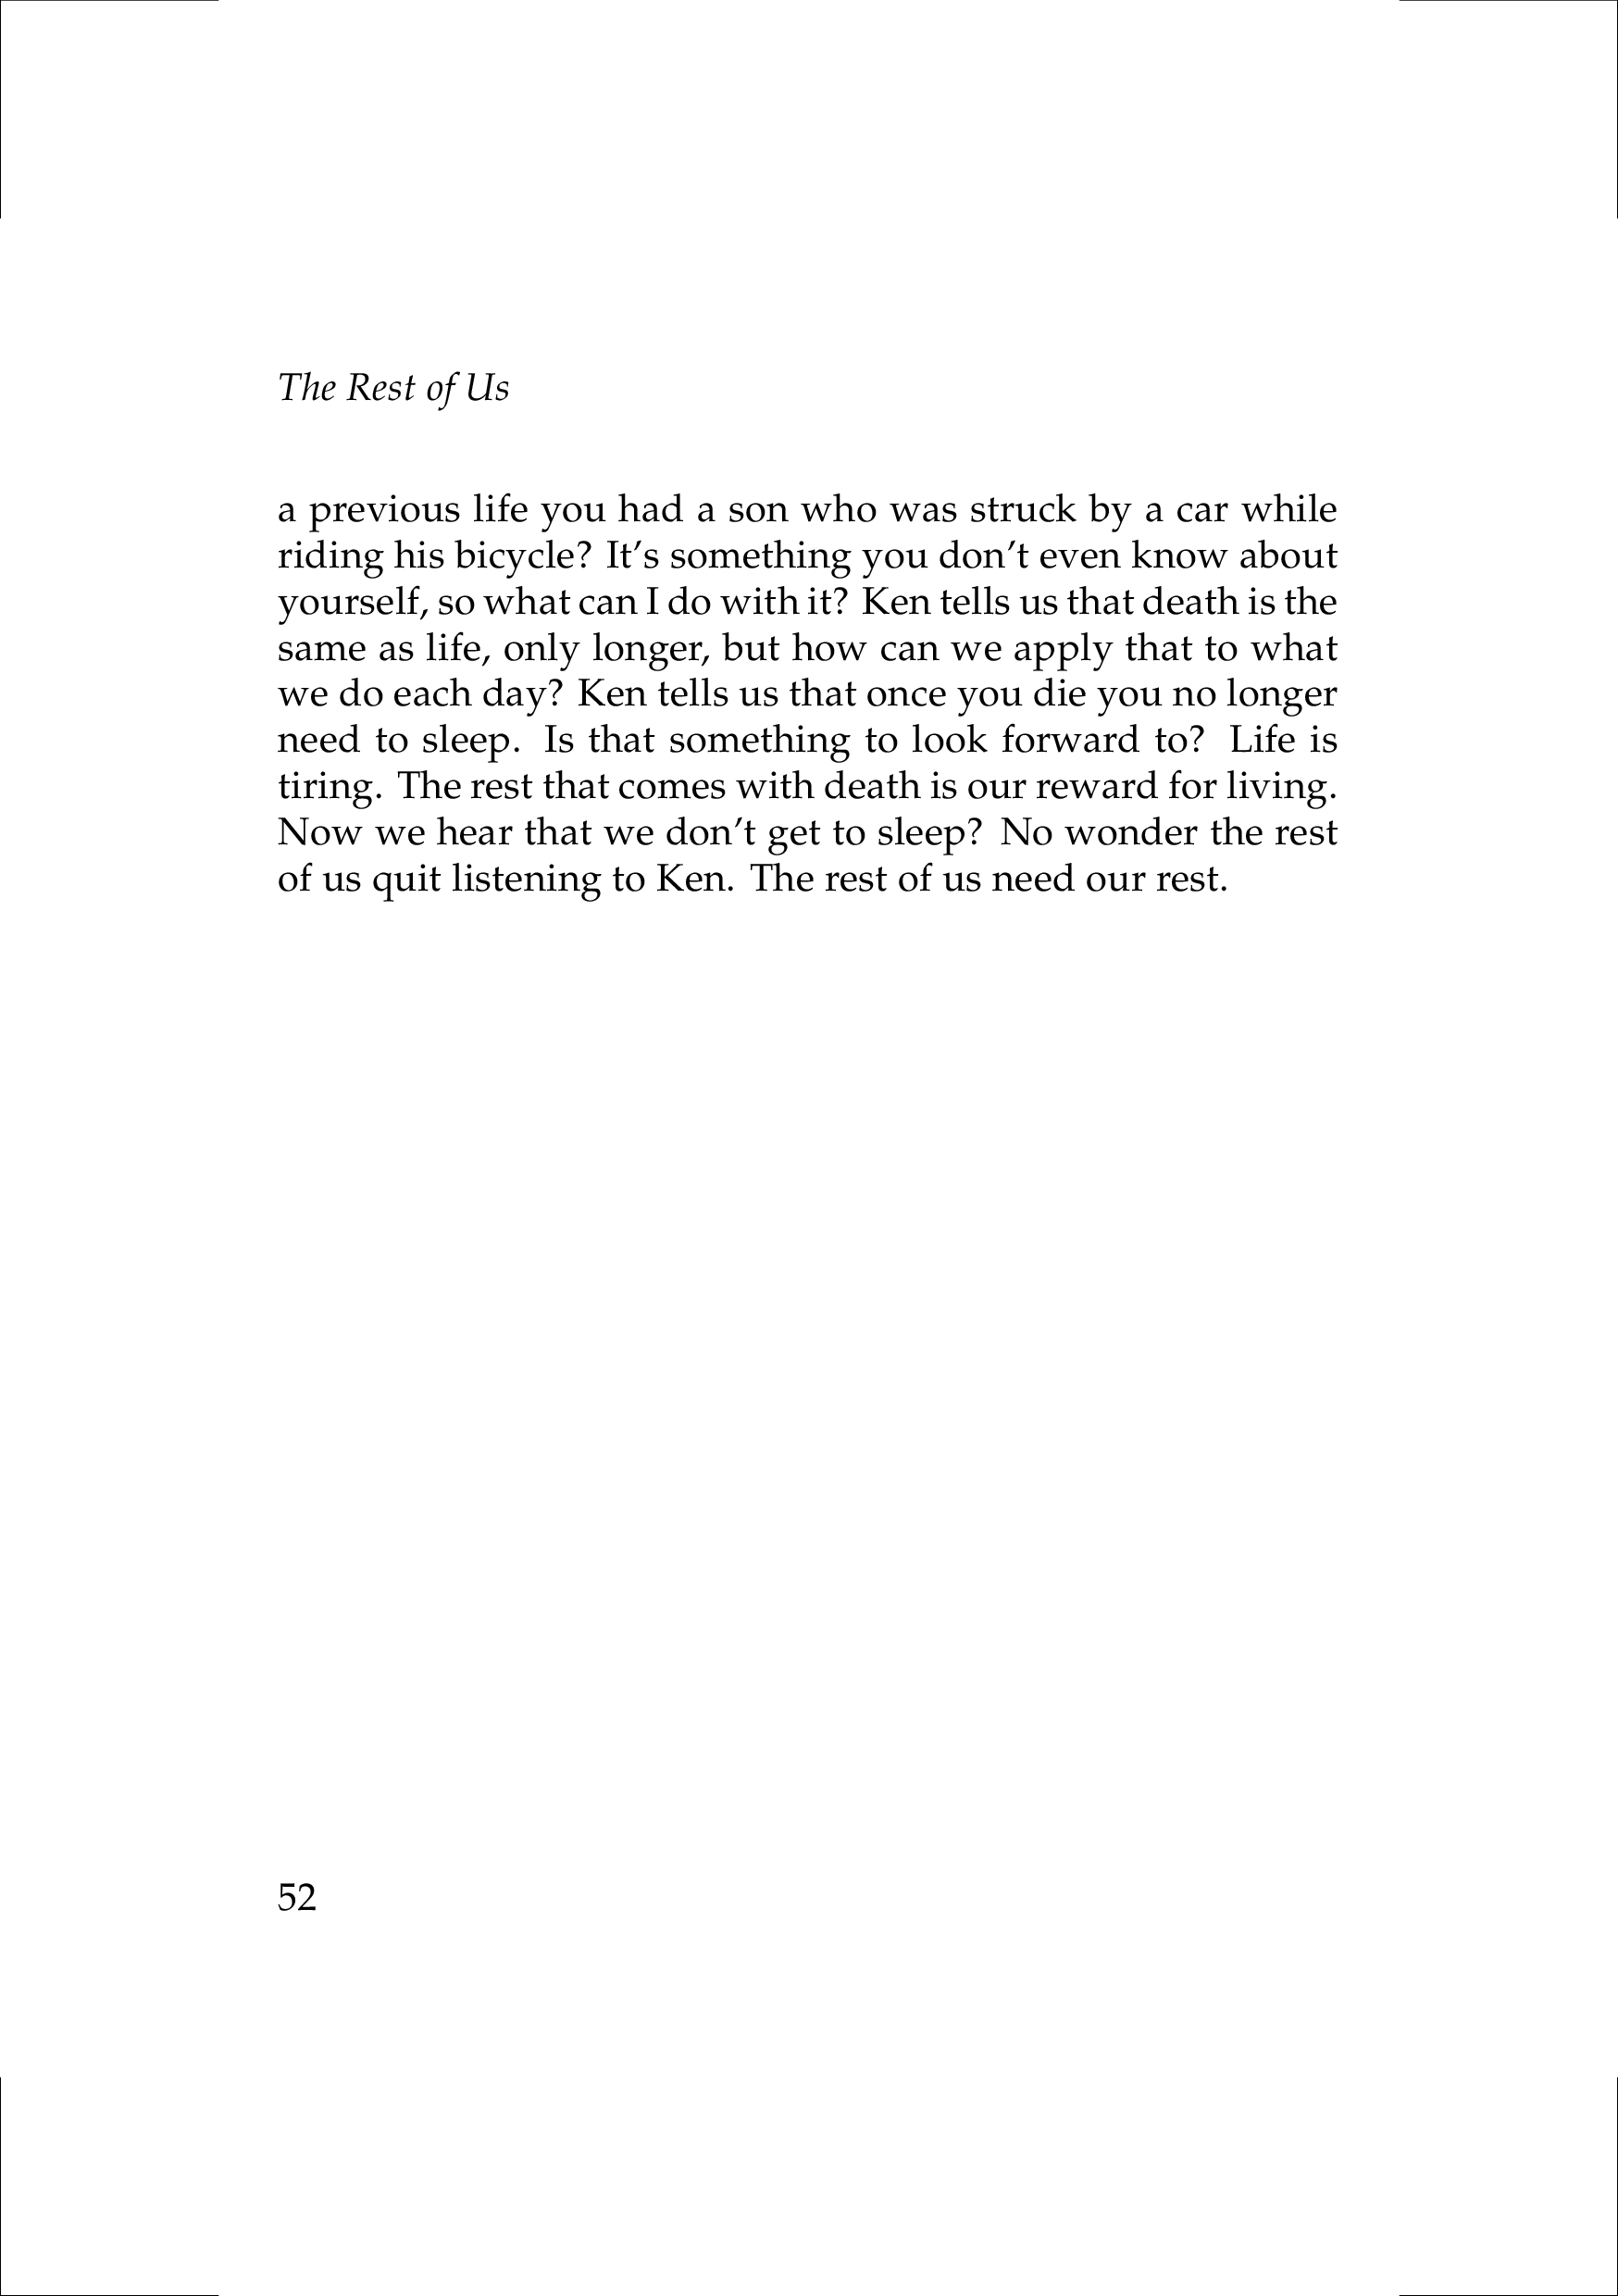 The Rest of Us
a previous life you had a son who was struck by a car while
riding his bicycle? It’s something you don’t even know about
yourself, so what can I do with it? Ken tells us that death is the
same as life, only longer, but how can we apply that to what
we do each day? Ken tells us that once you die you no longer
need to sleep. Is that something to look forward to? Life is
tiring. The rest that comes with death is our reward for living.
Now we hear that we don’t get to sleep? No wonder the rest
of us quit listening to Ken. The rest of us need our rest.
52